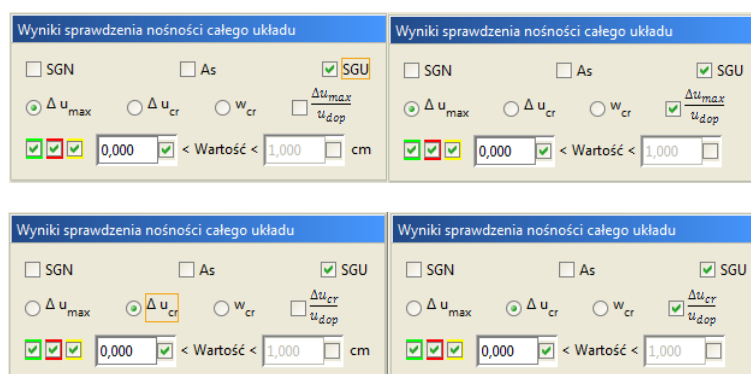 Wyniki sprawdzenia nośności całego układu
SGN As SGU
Δ u max Δ u cr w cr Δu max / u dop
0,000 < Wartość < 1,000 cm
Wyniki sprawdzenia nośności całego układu
SGN As SGU
Δ u max Δ u cr w cr Δu max / u dop
0,000 < Wartość < 1,000
Wyniki sprawdzenia nośności całego układu
SGN As SGU
Δ u max Δ u cr w cr Δu cr / u dop
0,000 < Wartość < 1,000 cm
Wyniki sprawdzenia nośności całego układu
SGN As SGU
Δ u max Δ u cr w cr Δu cr / u dop
0,000 < Wartość < 1,000